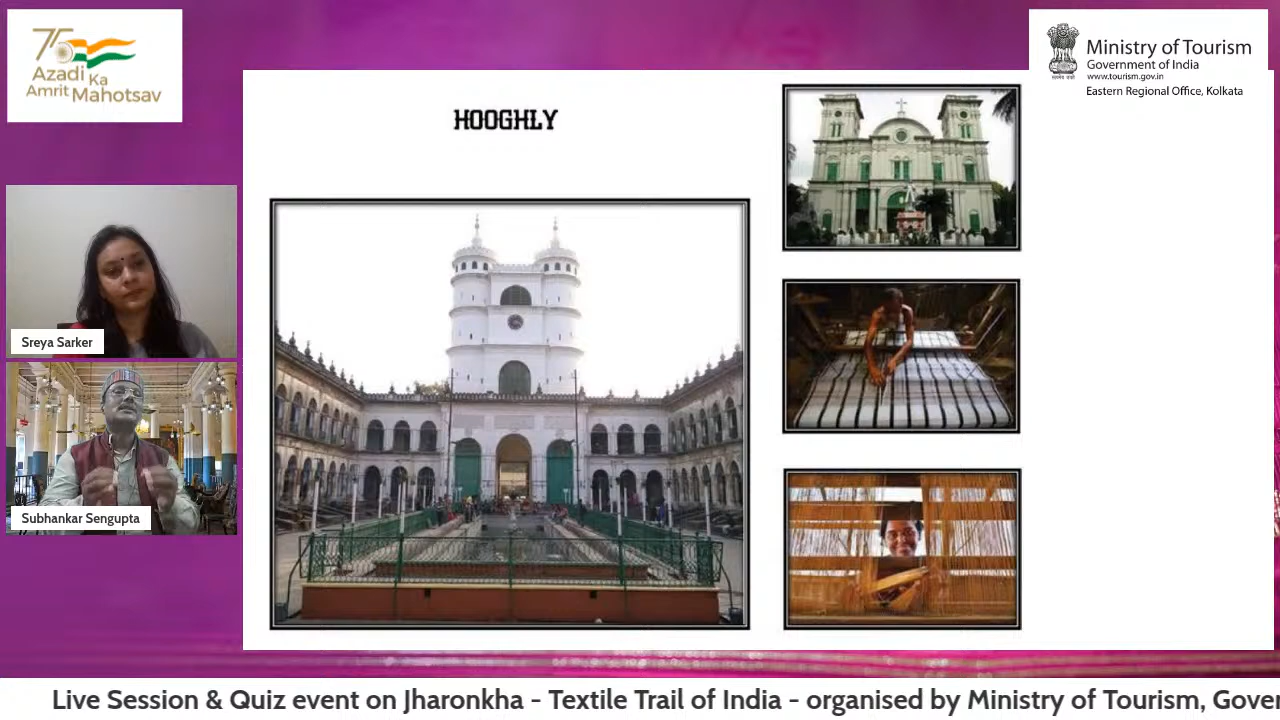 75
Azadi Ka
Amrit Mahotsav
Ministry of Tourism
Government of India
www.tourism.gov.in
Eastern Regional Office, Kolkata
HOOGHLY
Sreya Sarker
Subhankar Sengupta
Live Session & Quiz event on Jharonkha - Textile Trail of India - organised by Ministry of Tourism, Gover